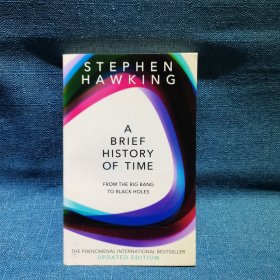 STEPHEN
HAWKING
A
BRIEF
HISTORY
OF TIME
FROM THE BIG BANG
TO BLACK HOLES
THE PHENOMENAL INTERNATIONAL BESTSELLER
UPDATED EDITION